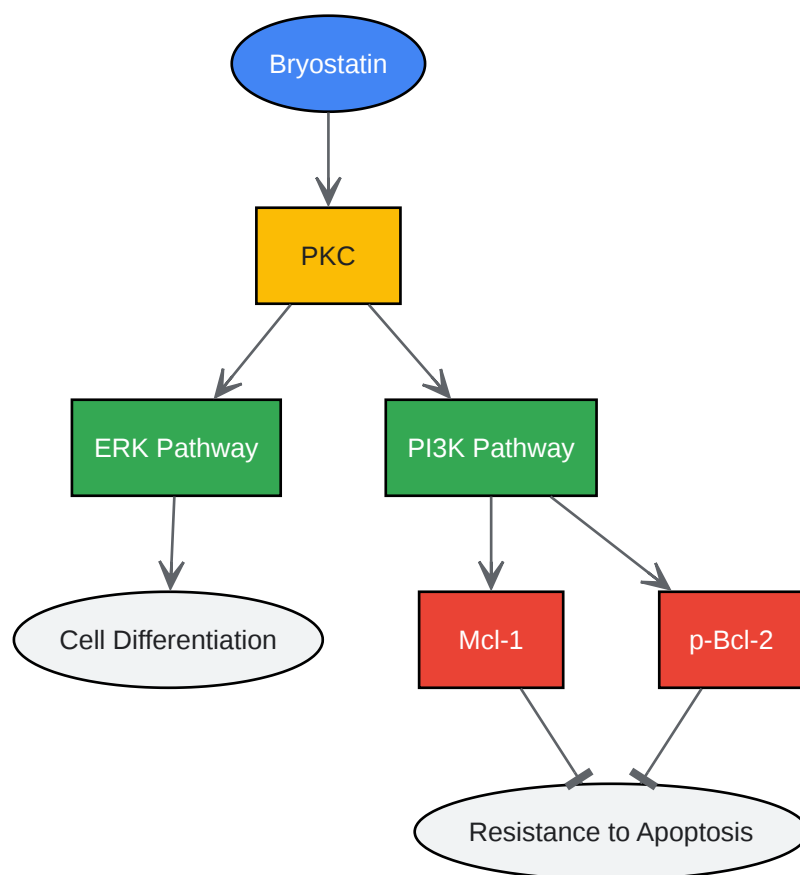 Bryostatin
PKC
ERK Pathway
PI3K Pathway
Mcl-1
p-Bcl-2
Cell Differentiation
Resistance to Apoptosis